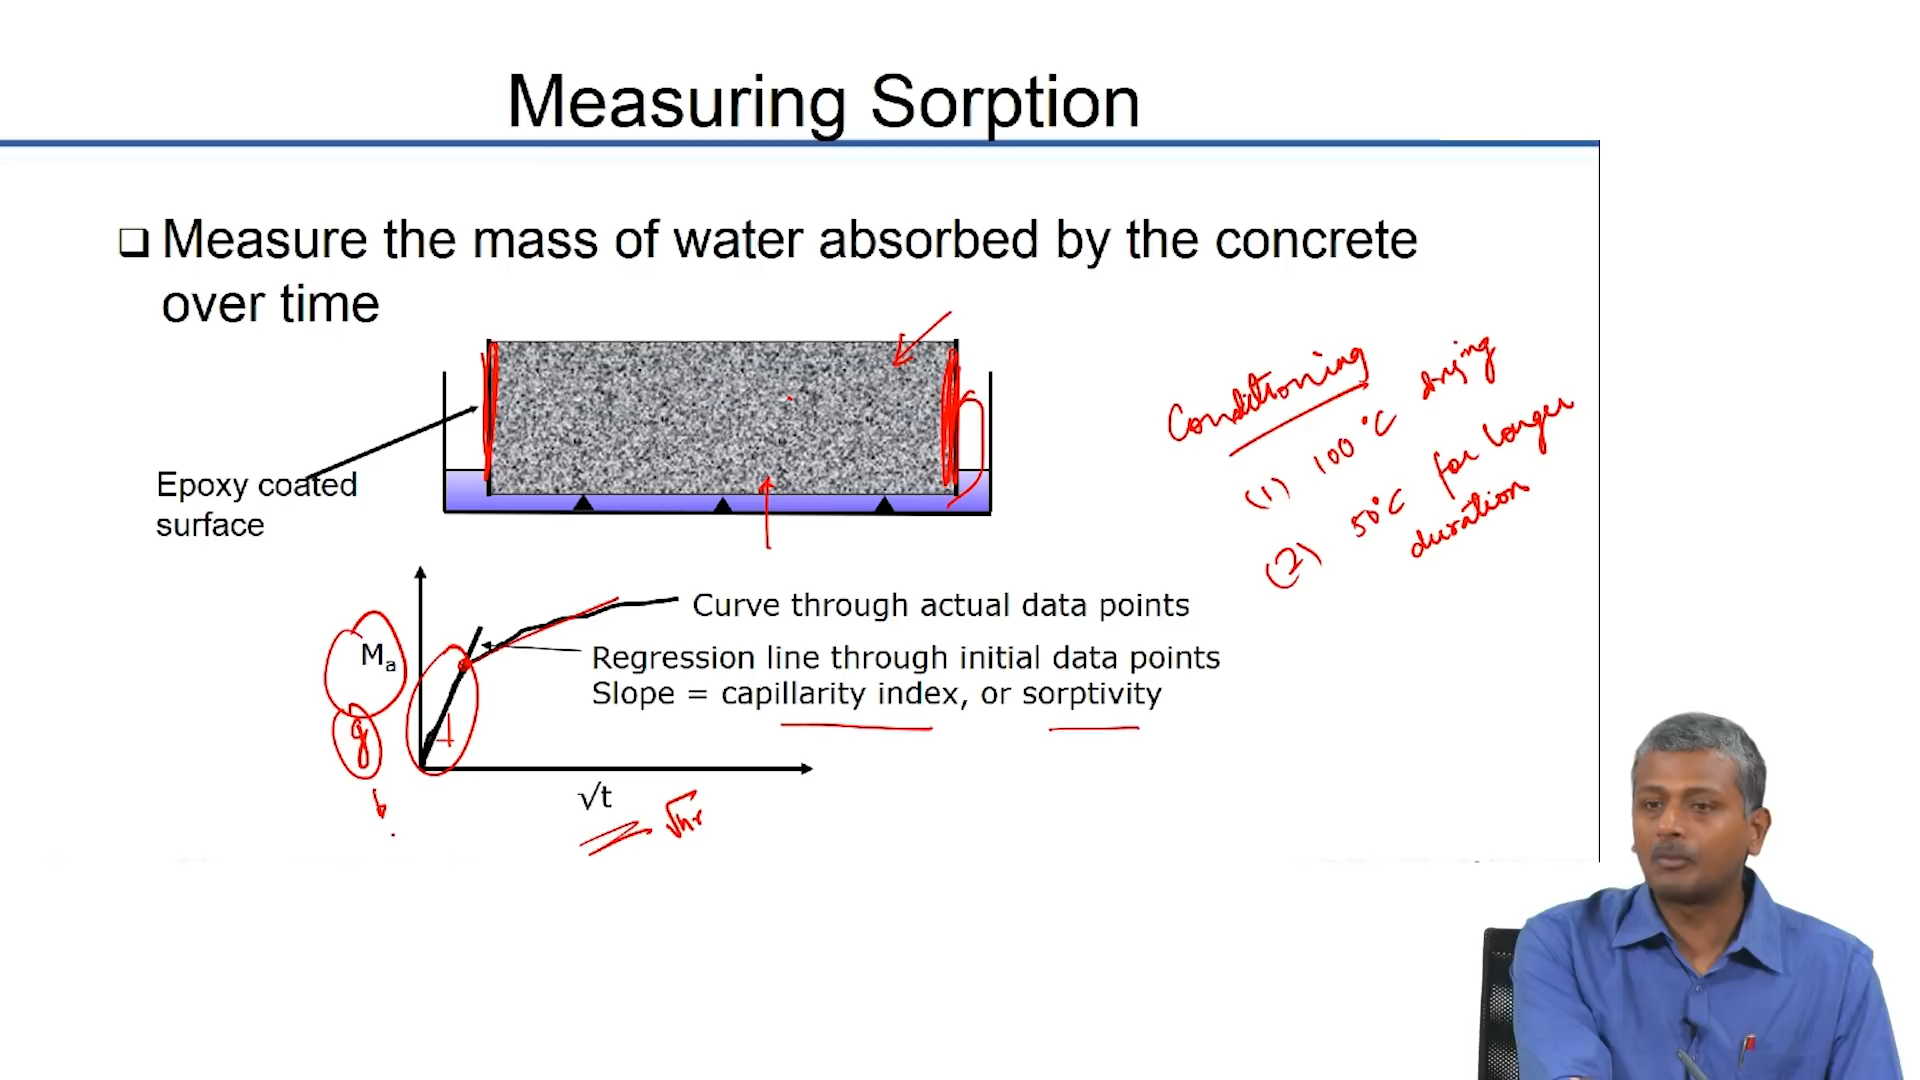 Measuring Sorption
❑ Measure the mass of water absorbed by the concrete
over time
Epoxy coated
surface
Conditioning
(1) 100°C drying
(2) 50°C for longer
duration
Ma
g
Curve through actual data points
Regression line through initial data points
Slope = capillarity index, or sorptivity
√t
√hr